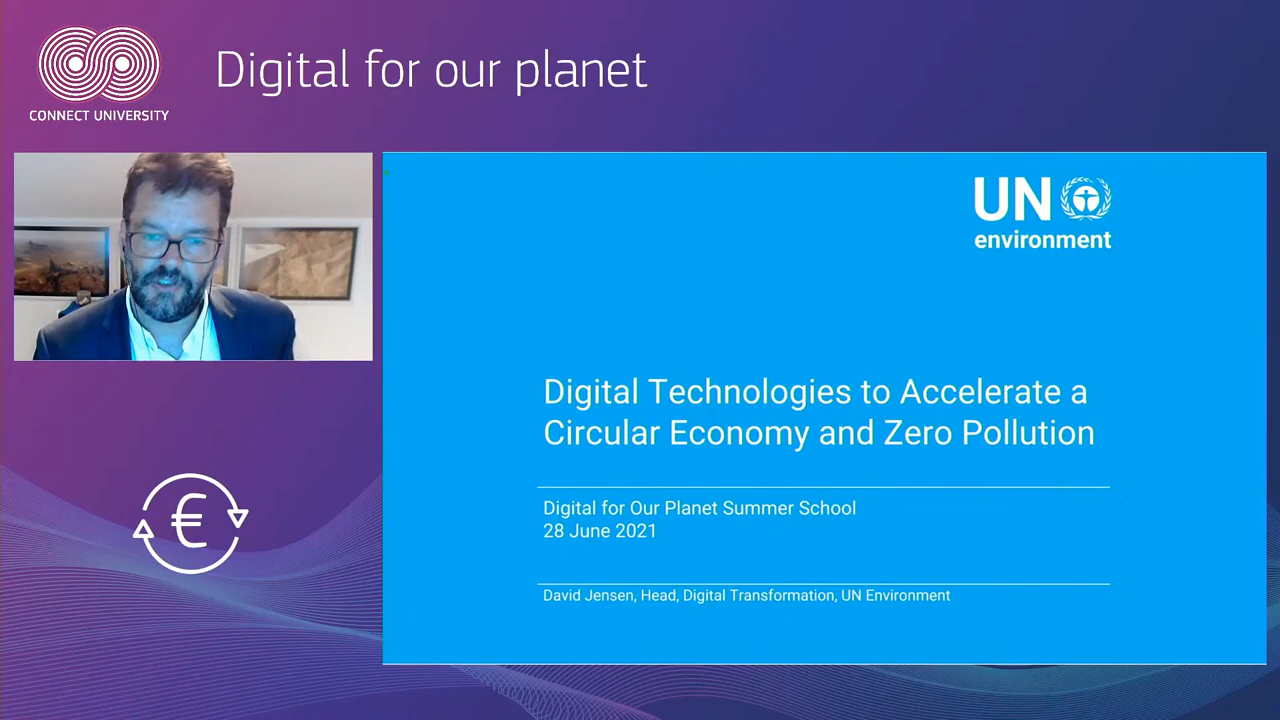 Digital for our planet
CONNECT UNIVERSITY
UN
environment
Digital Technologies to Accelerate a
Circular Economy and Zero Pollution
Digital for Our Planet Summer School
28 June 2021
David Jensen, Head, Digital Transformation, UN Environment
€